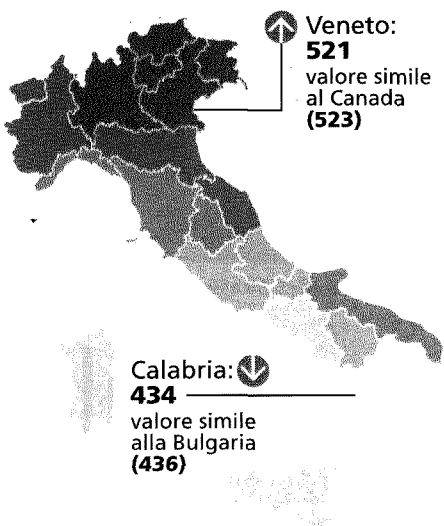 Veneto:
521
valore simile
al Canada
(523)
Calabria:
434
valore simile
alla Bulgaria
(436)